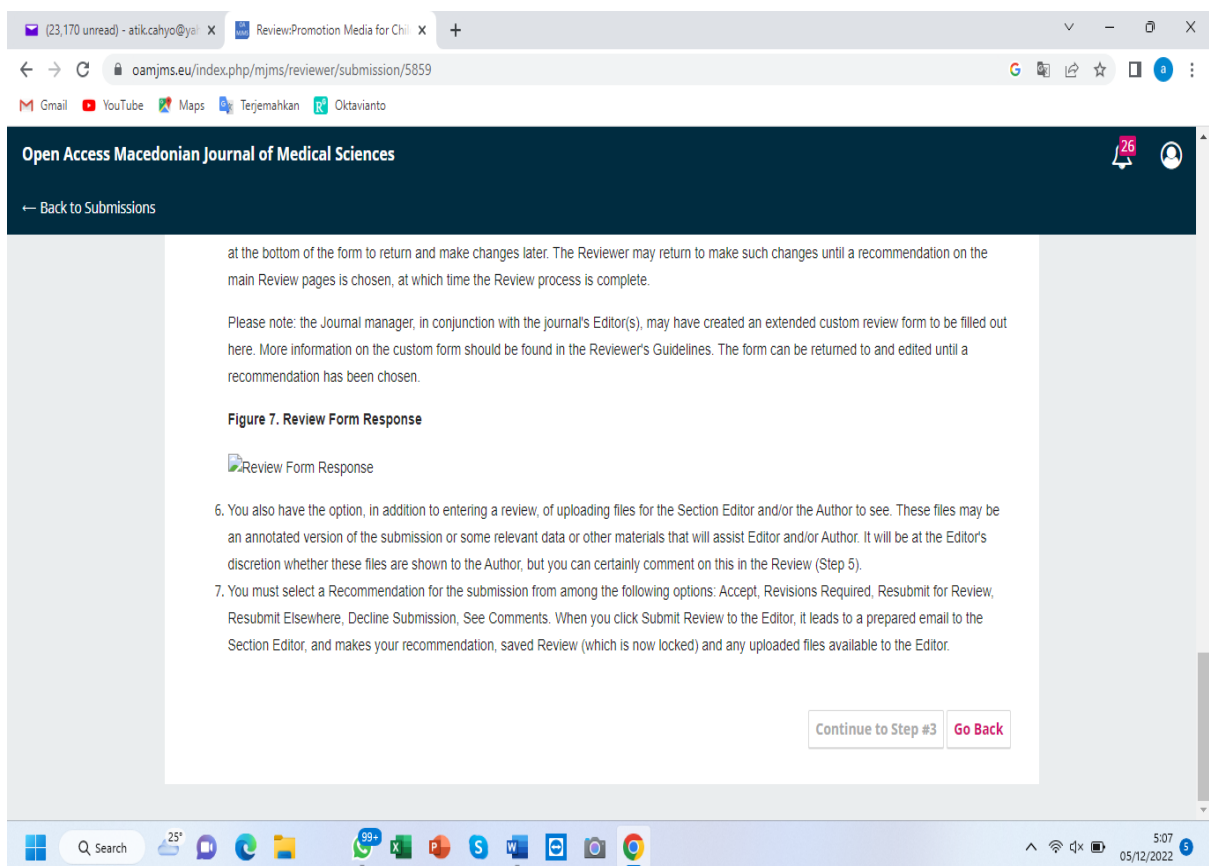 (23,170 unread) - atik.cahyo@ya
Review:Promotion Media for Chil
oamjms.eu/index.php/mjms/reviewer/submission/5859
Gmail YouTube Maps Terjemahkan Oktavianto
Open Access Macedonian Journal of Medical Sciences
26
← Back to Submissions
at the bottom of the form to return and make changes later. The Reviewer may return to make such changes until a recommendation on the
main Review pages is chosen, at which time the Review process is complete.
Please note: the Journal manager, in conjunction with the journal's Editor(s), may have created an extended custom review form to be filled out
here. More information on the custom form should be found in the Reviewer's Guidelines. The form can be returned to and edited until a
recommendation has been chosen.
Figure 7. Review Form Response
Review Form Response
6. You also have the option, in addition to entering a review, of uploading files for the Section Editor and/or the Author to see. These files may be
an annotated version of the submission or some relevant data or other materials that will assist Editor and/or Author. It will be at the Editor's
discretion whether these files are shown to the Author, but you can certainly comment on this in the Review (Step 5).
7. You must select a Recommendation for the submission from among the following options: Accept, Revisions Required, Resubmit for Review,
Resubmit Elsewhere, Decline Submission, See Comments. When you click Submit Review to the Editor, it leads to a prepared email to the
Section Editor, and makes your recommendation, saved Review (which is now locked) and any uploaded files available to the Editor.
Continue to Step #3 Go Back
Search 25° 99+
5:07
05/12/2022 5